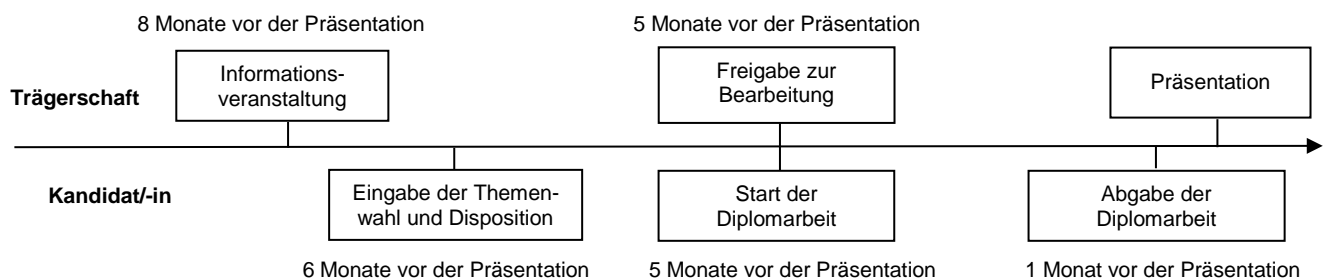 8 Monate vor der Präsentation
5 Monate vor der Präsentation
Informations-
veranstaltung
Freigabe zur
Bearbeitung
Präsentation
Trägerschaft
Kandidat/-in
Eingabe der Themen-
wahl und Disposition
Start der
Diplomarbeit
Abgabe der
Diplomarbeit
6 Monate vor der Präsentation
5 Monate vor der Präsentation
1 Monat vor der Präsentation